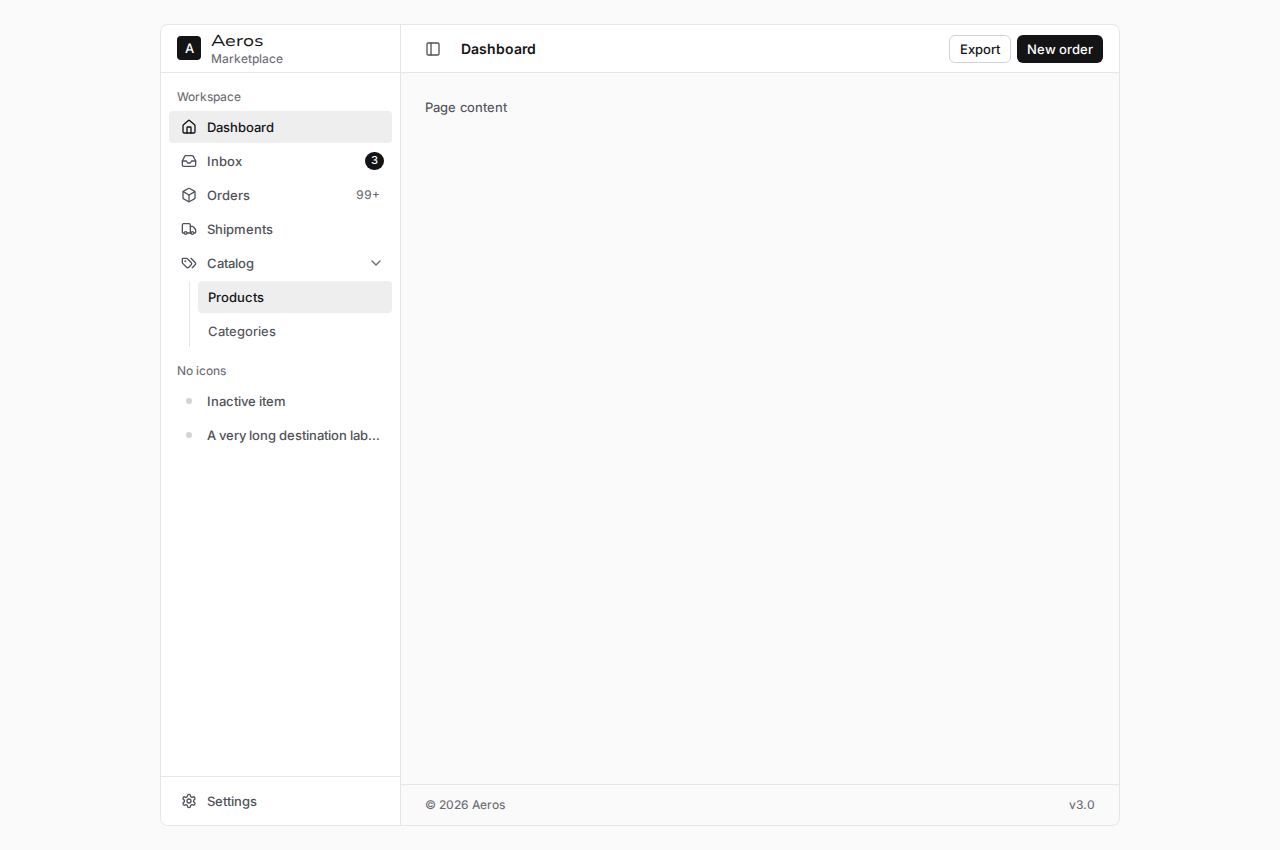 A
Aeros
Marketplace
Dashboard
Export
New order
Workspace
Dashboard
Inbox
3
Orders
99+
Shipments
Catalog
Products
Categories
No icons
Inactive item
A very long destination lab...
Settings
Page content
© 2026 Aeros
v3.0